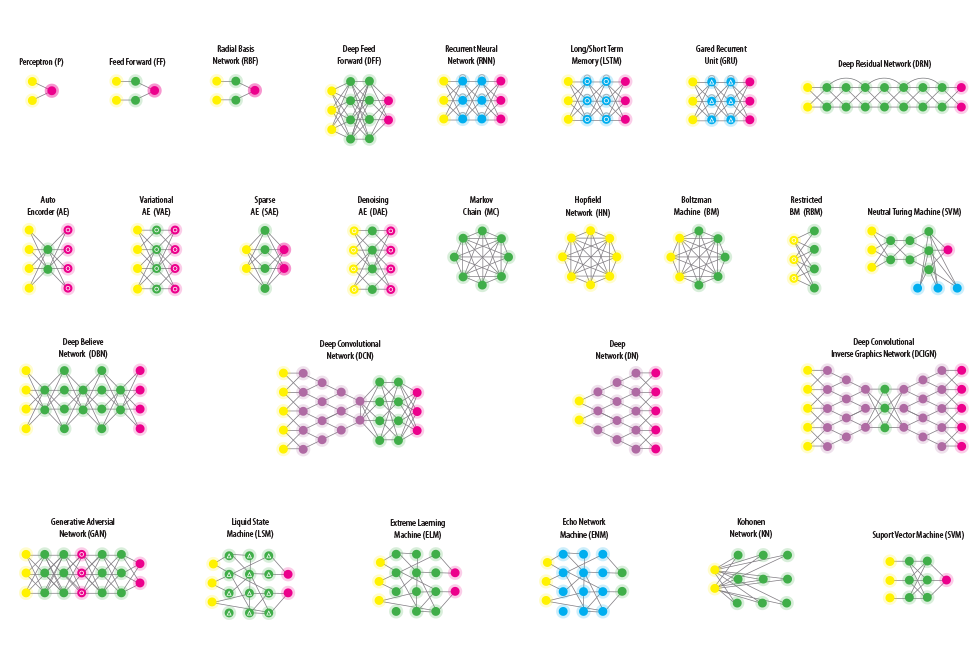 Perceptron (P)
Feed Forward (FF)
Radial Basis
Network (RBF)
Deep Feed
Forward (DFF)
Recurrent Neural
Network (RNN)
Long/Short Term
Memory (LSTM)
Gared Recurrent
Unit (GRU)
Deep Residual Network (DRN)
Auto
Encorder (AE)
Variational
AE (VAE)
Sparse
AE (SAE)
Denoising
AE (DAE)
Markov
Chain (MC)
Hopfield
Network (HN)
Boltzman
Machine (BM)
Restricted
BM (RBM)
Neutral Turing Machine (SVM)
Deep Believe
Network (DBN)
Deep Convolutional
Network (DCN)
Deep
Network (DN)
Deep Convolutional
Inverse Graphics Network (DCIGN)
Generative Adversial
Network (GAN)
Liquid State
Machine (LSM)
Extreme Laerning
Machine (ELM)
Echo Network
Machine (ENM)
Kohonen
Network (KN)
Suport Vector Machine (SVM)